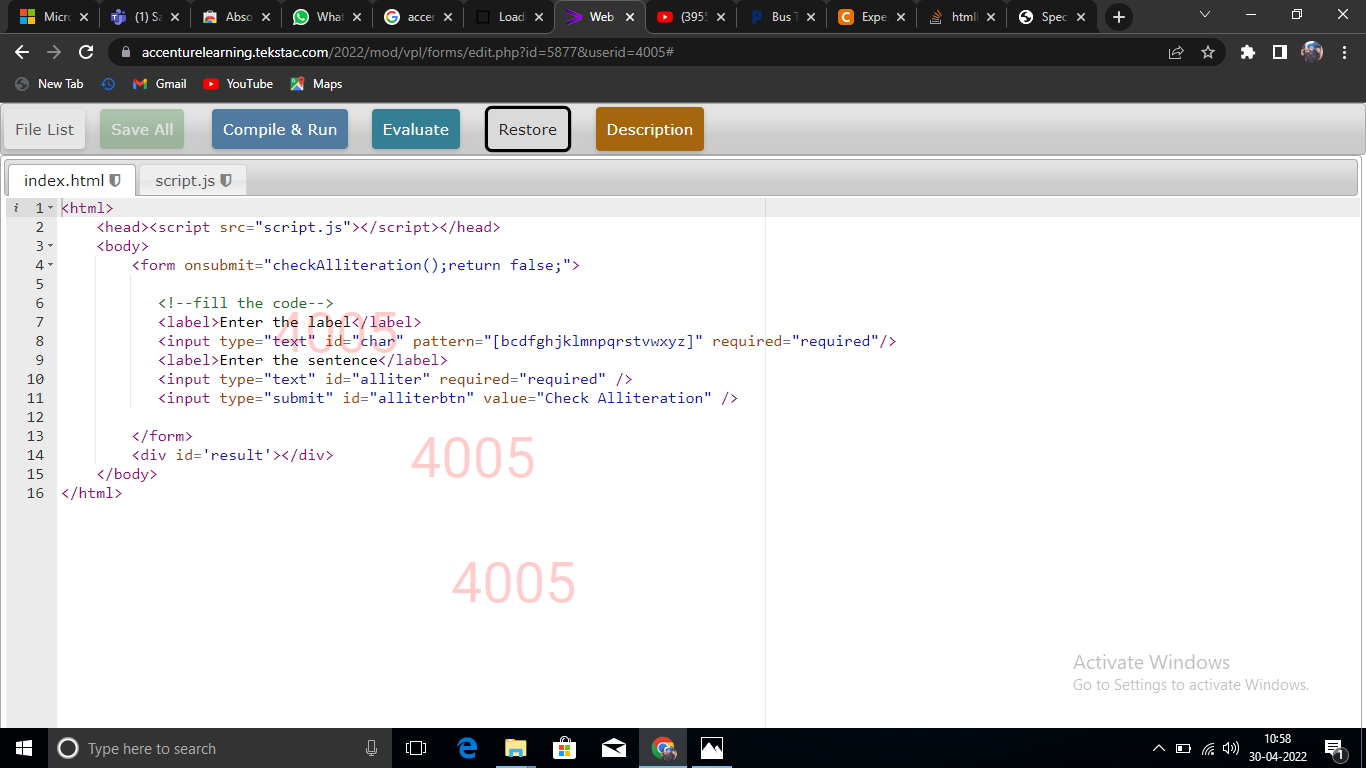 Micro
(1) Sa
Abso
What
accer
Loadi
Web
(3955
Bus T
Expe
htmll
Spec
accenturelearning.tekstac.com/2022/mod/vpl/forms/edit.php?id=5877&userid=4005#
New Tab
Gmail
YouTube
Maps
File List
Save All
Compile & Run
Evaluate
Restore
Description
index.html
script.js
i 1 <html>
2 <head><script src="script.js"></script></head>
3 <body>
4 <form onsubmit="checkAlliteration();return false;">
5
6 <!--fill the code-->
7 <label>Enter the label</label>
8 <input type="text" id="char" pattern="[bcdfghjklmnpqrstvwxyz]" required="required"/>
9 <label>Enter the sentence</label>
10 <input type="text" id="alliter" required="required" />
11 <input type="submit" id="alliterbtn" value="Check Alliteration" />
12
13 </form>
14 <div id='result'></div>
15 </body>
16 </html>
4005
4005
4005
Activate Windows
Go to Settings to activate Windows.
Type here to search
10:58
30-04-2022
1